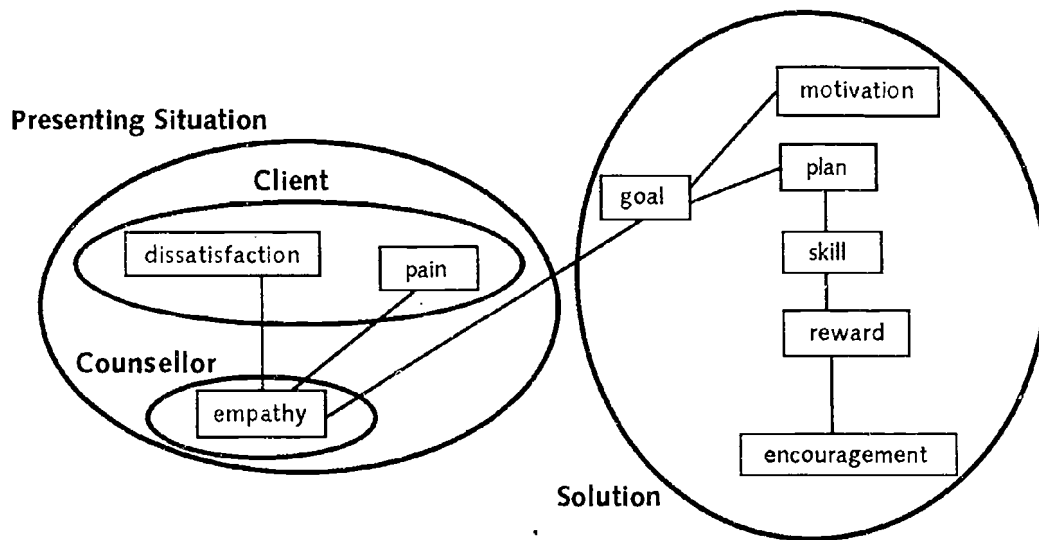 Presenting Situation
Client
dissatisfaction
pain
Counsellor
empathy
goal
motivation
plan
skill
reward
encouragement
Solution